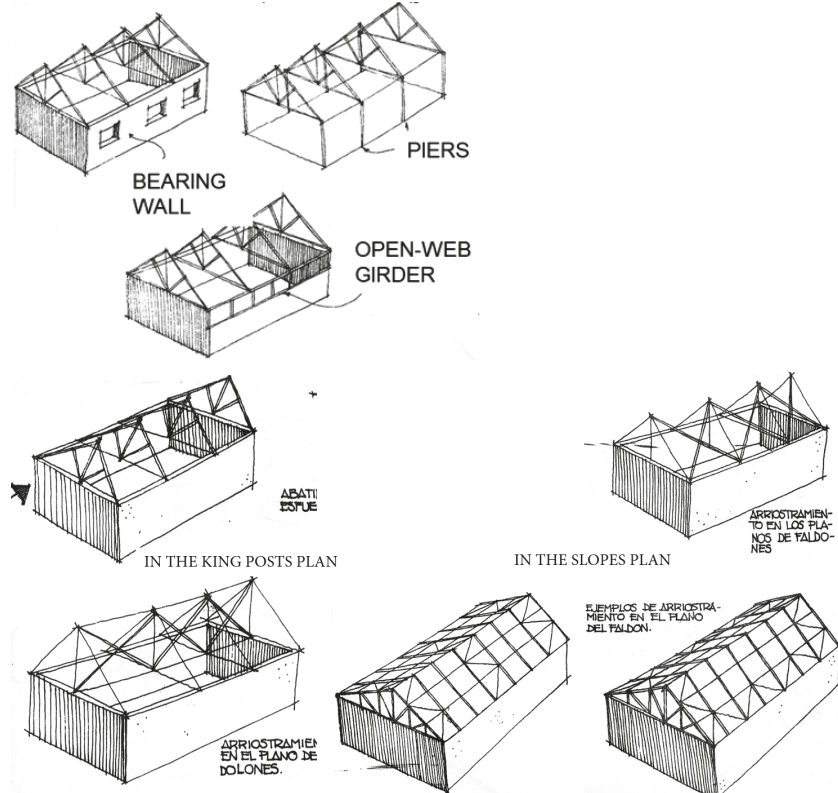 BEARING
WALL
PIERS
OPEN-WEB
GIRDER
ABATI
ESFUE
IN THE KING POSTS PLAN
ARRIOSTRAMIEN-
TO EN LOS PLA-
NOS DE FALDO-
NES
IN THE SLOPES PLAN
ARRIOSTRAMIEN
EN EL PLANO DE
DOLONES.
EJEMPLOS DE ARRIOSTRA-
MIENTO EN EL PLANO
DEL FALDON.